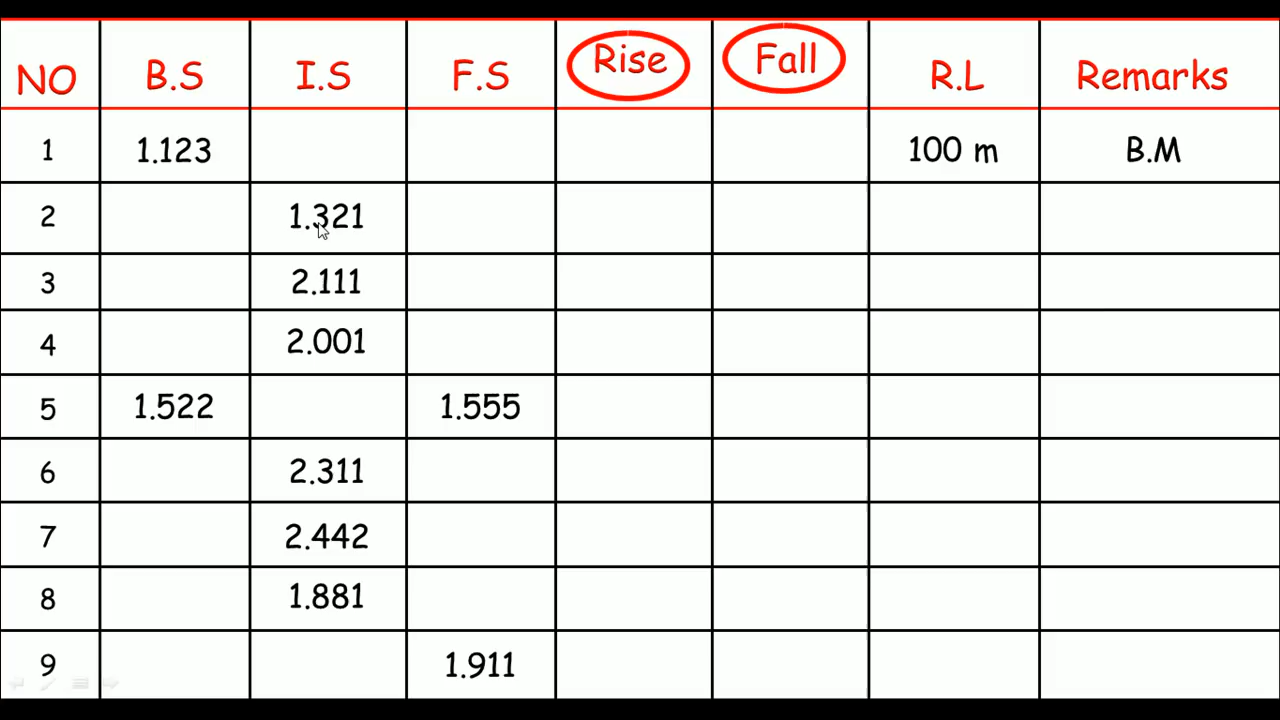 NO B.S I.S F.S Rise Fall R.L Remarks
1 1.123 100 m B.M
2 1.321
3 2.111
4 2.001
5 1.522 1.555
6 2.311
7 2.442
8 1.881
9 1.911